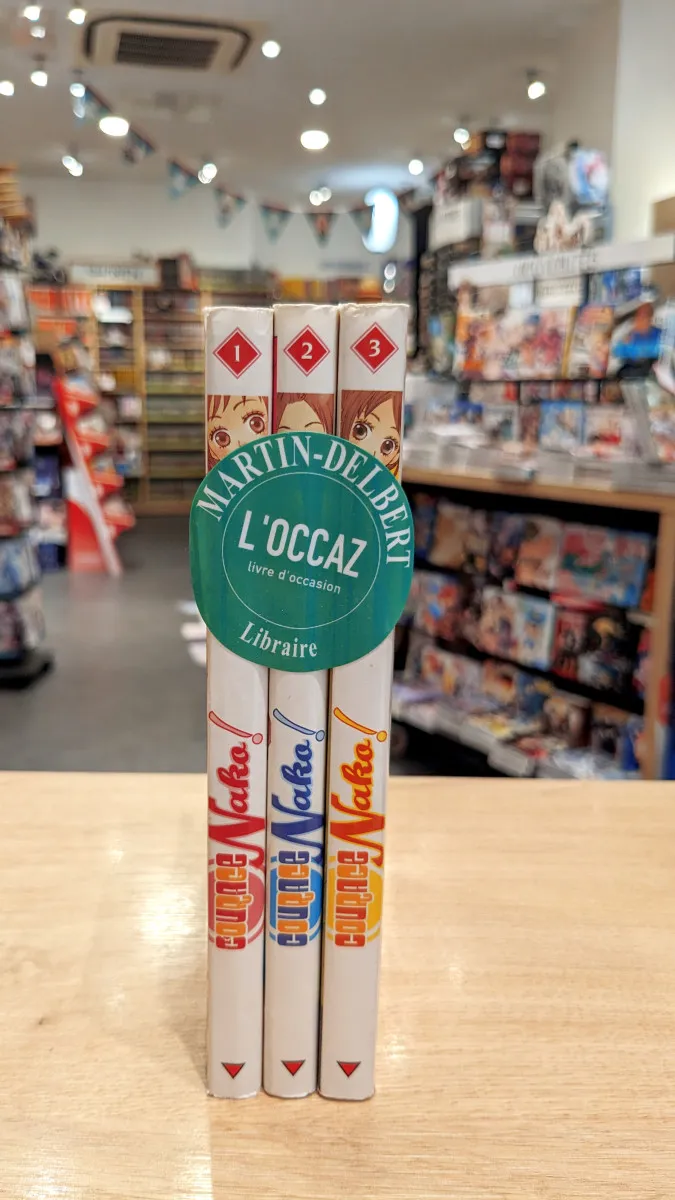 1
2
3
MARTIN-DELBERT
L'OCCAZ
livre d'occasion
Libraire
Courage Nako!
Courage Nako!
Courage Nako!